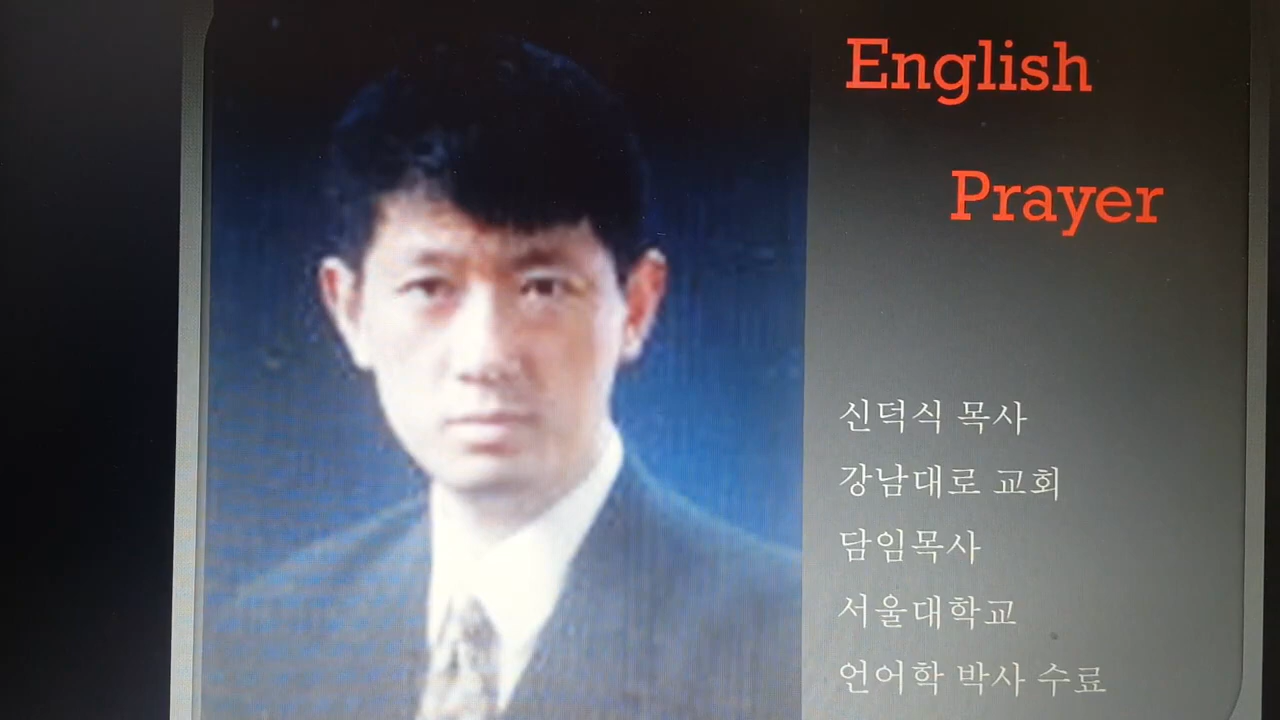 English
Prayer
신덕식 목사
강남대로 교회
담임목사
서울대학교
언어학 박사 수료